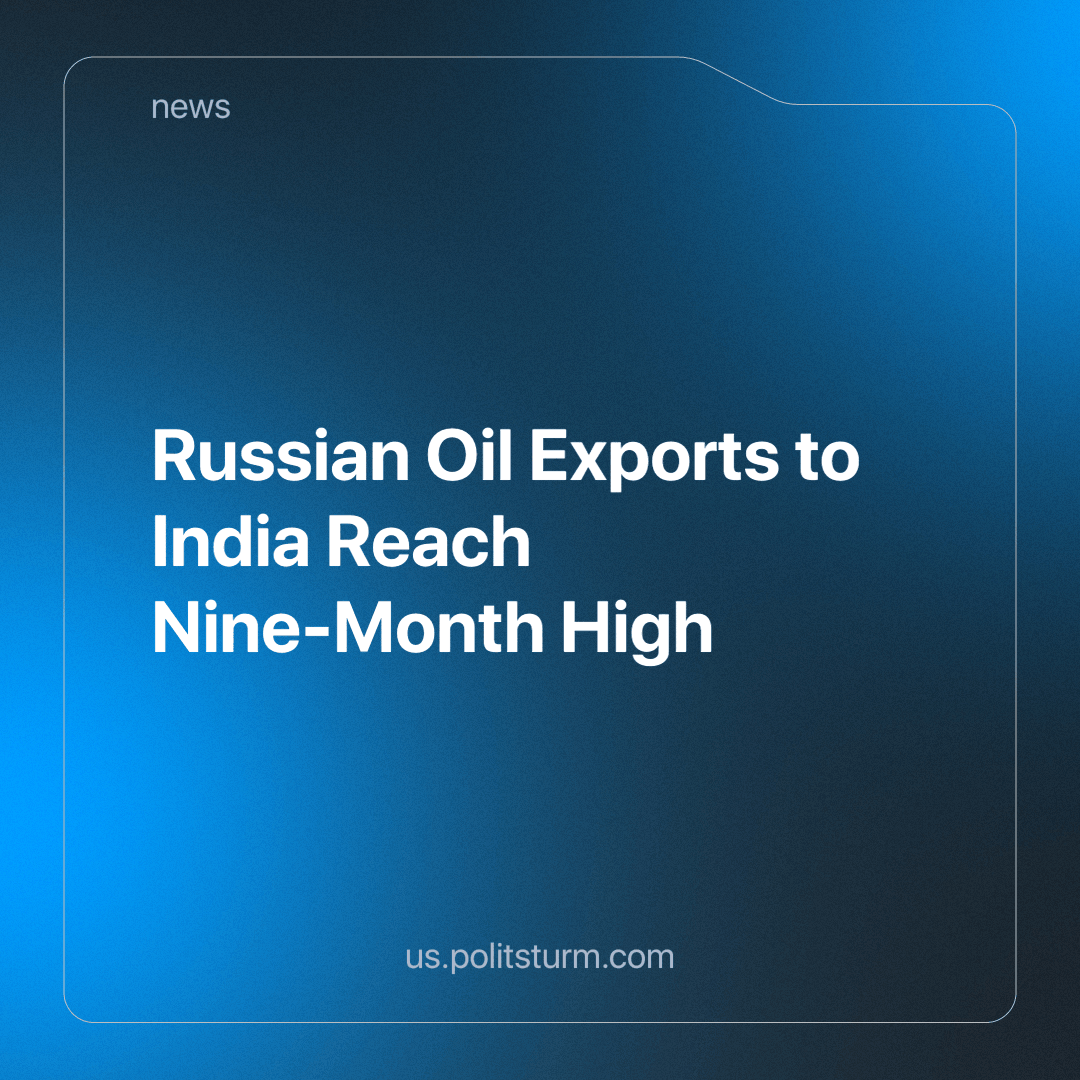 news
Russian Oil Exports to
India Reach
Nine-Month High
us.politsturm.com